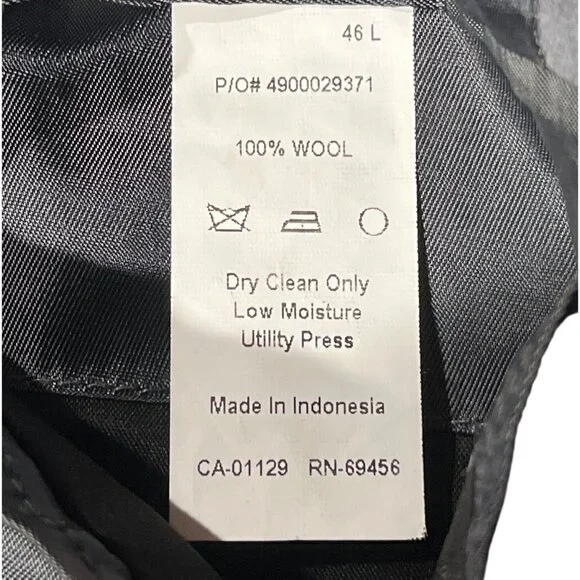 46 L
P/O# 4900029371
100% WOOL
Dry Clean Only
Low Moisture
Utility Press
Made In Indonesia
CA-01129 RN-69456